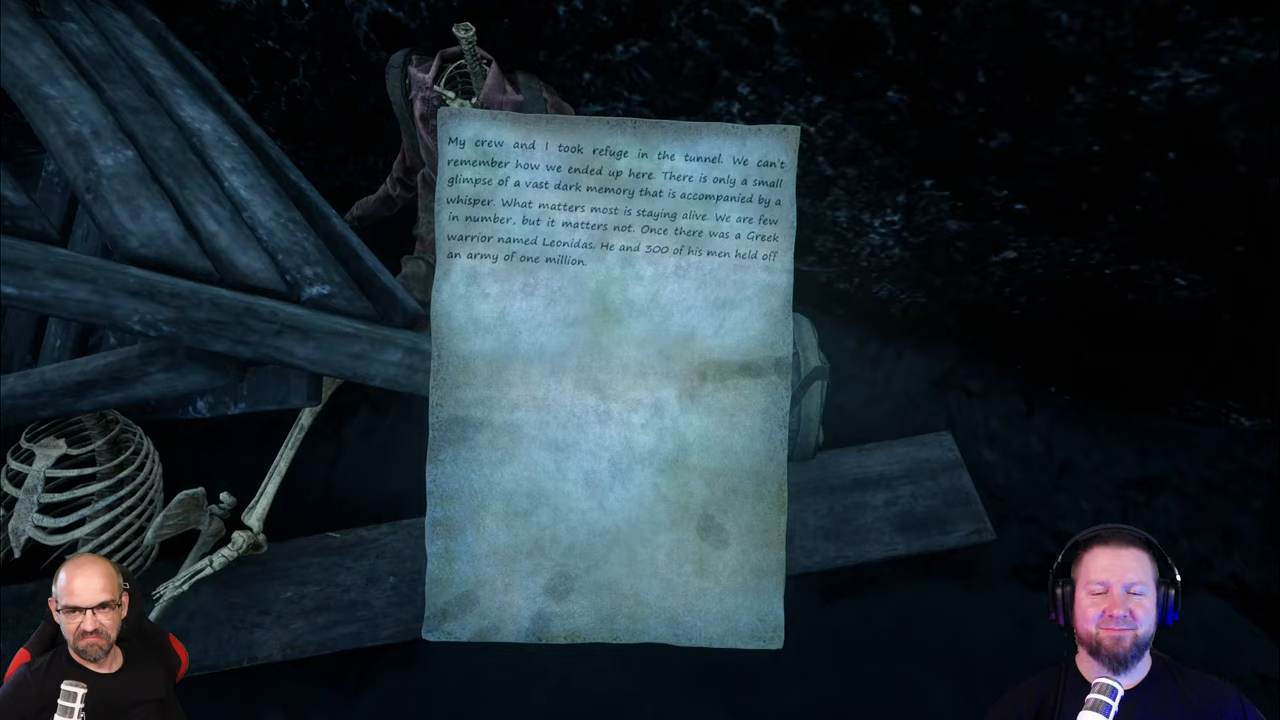 My crew and I took refuge in the tunnel. We can't
remember how we ended up here. There is only a small
glimpse of a vast dark memory that is accompanied by a
whisper. What matters most is staying alive. We are few
in number, but it matters not. Once there was a Greek
warrior named Leonidas. He and 300 of his men held off
an army of one million.